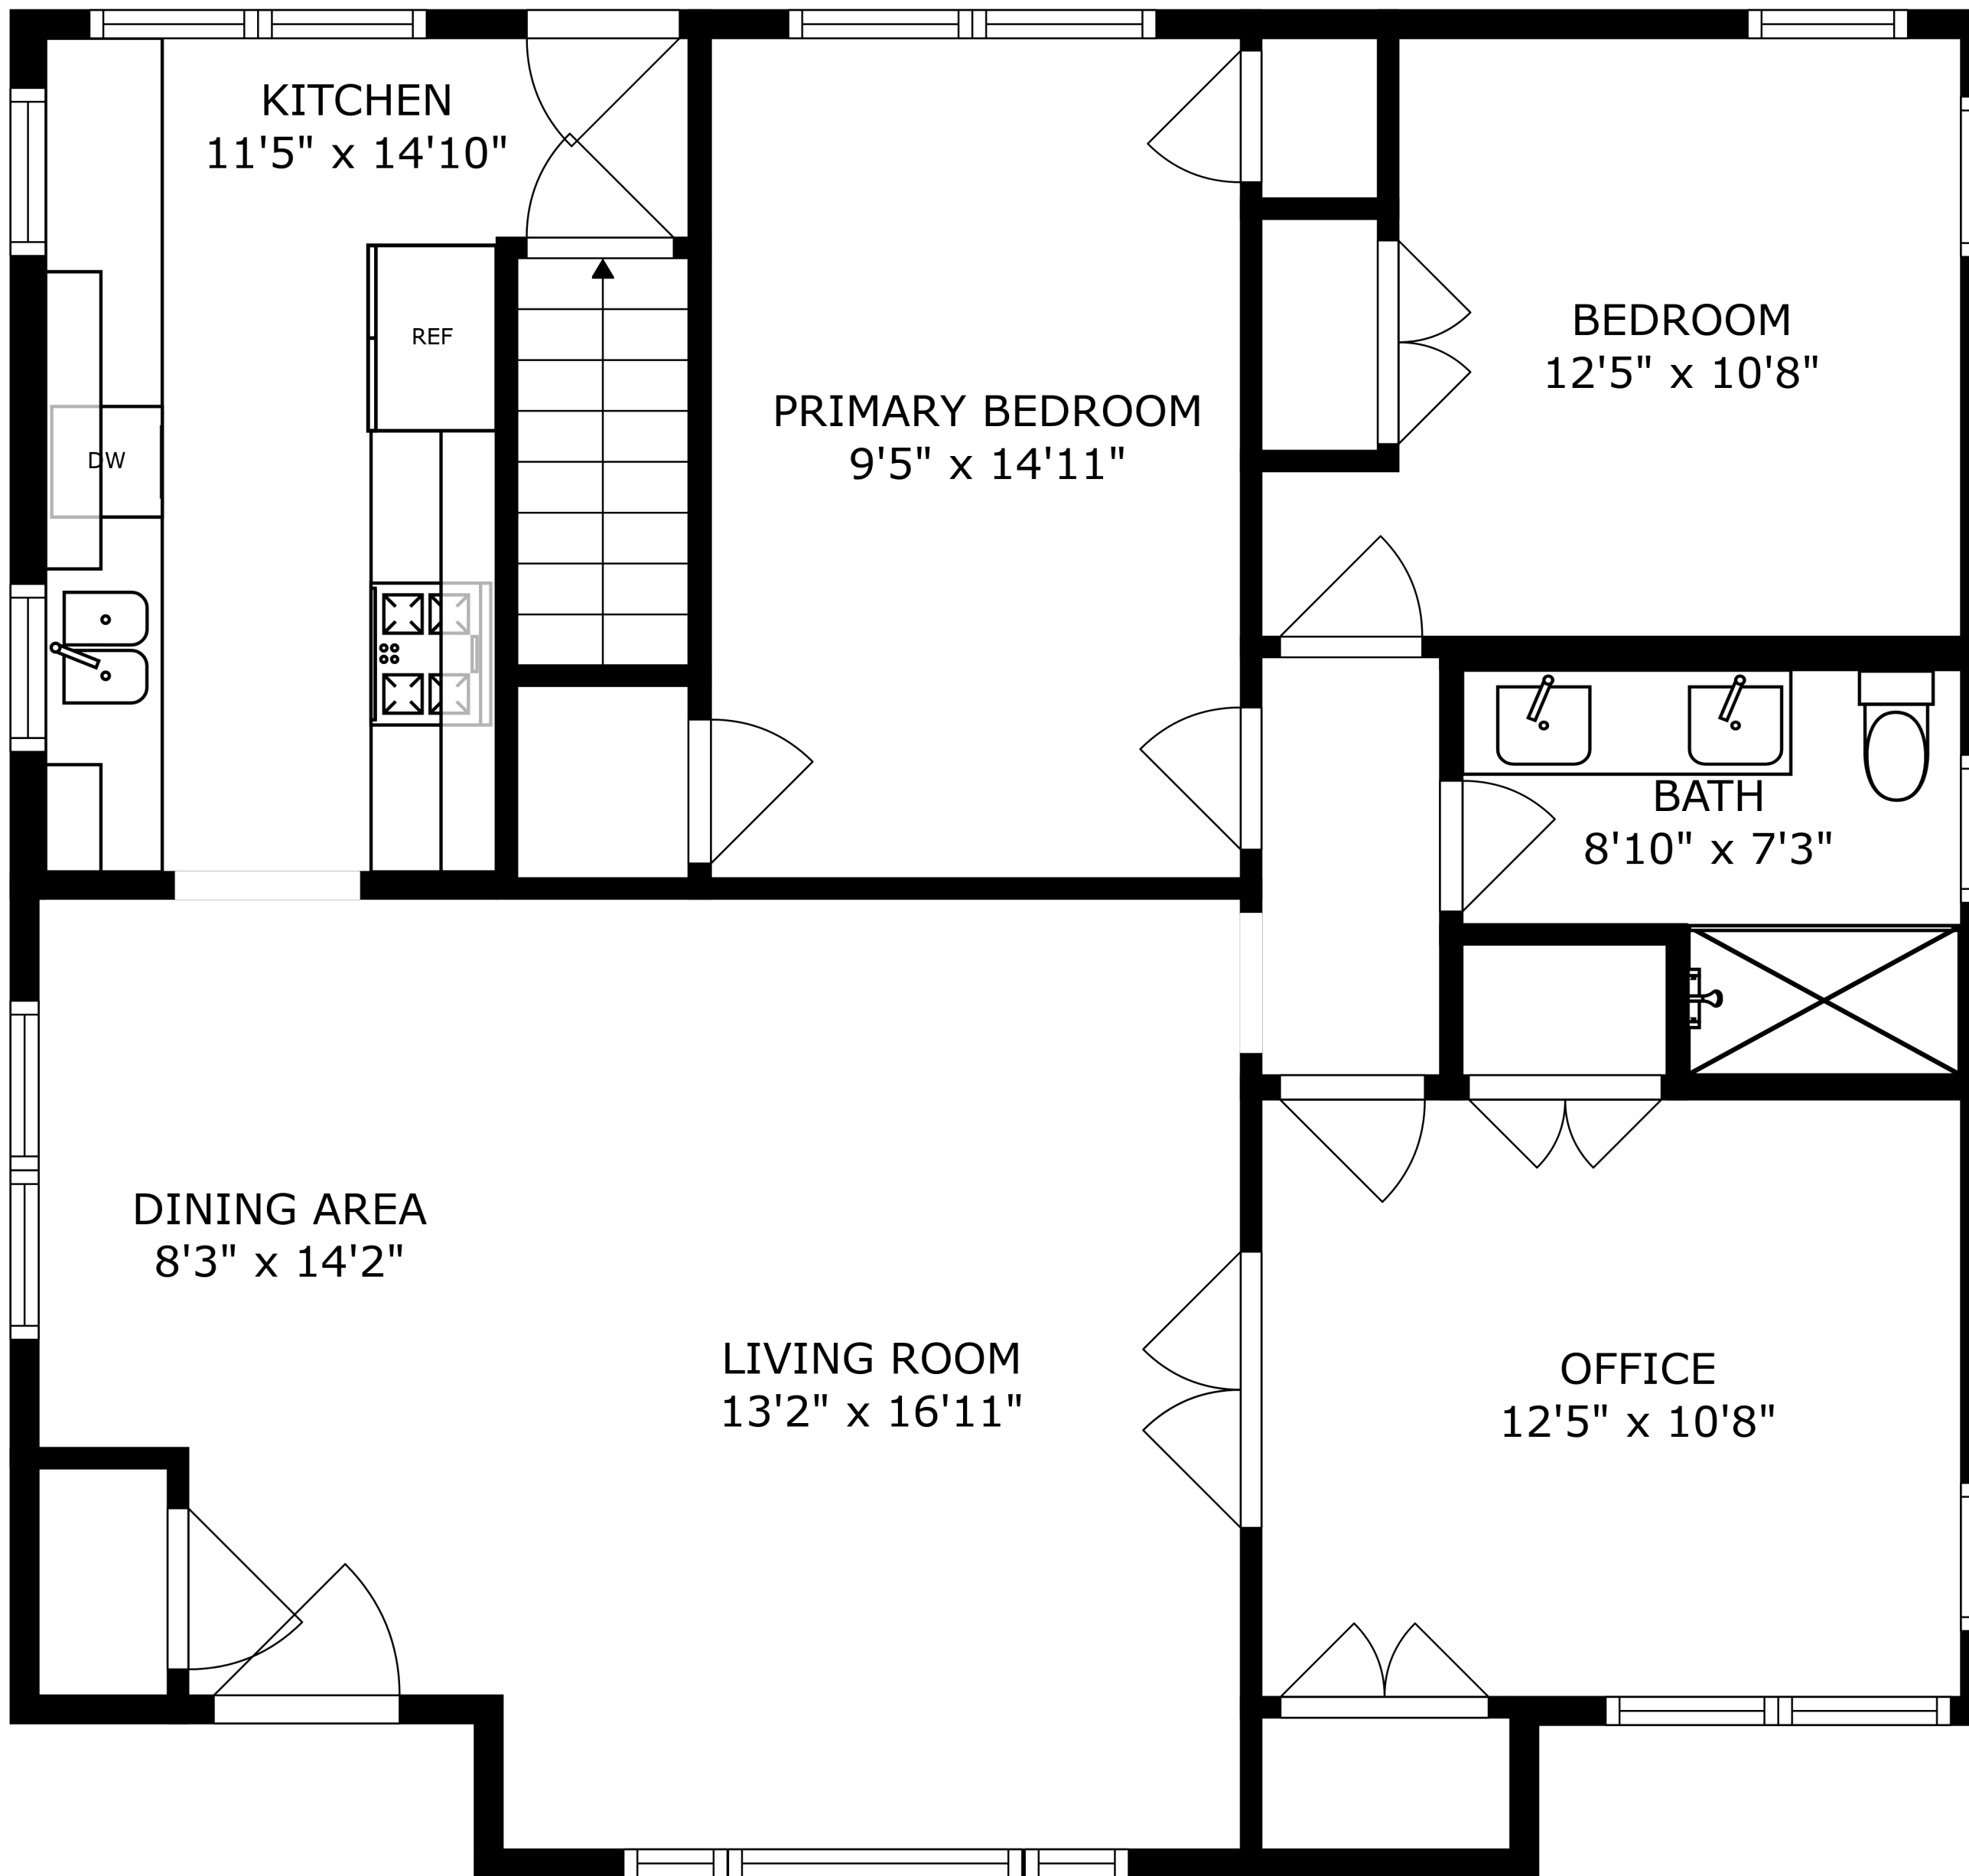 KITCHEN
11'5" x 14'10"
REF
DW
PRIMARY BEDROOM
9'5" x 14'11"
BEDROOM
12'5" x 10'8"
BATH
8'10" x 7'3"
DINING AREA
8'3" x 14'2"
LIVING ROOM
13'2" x 16'11"
OFFICE
12'5" x 10'8"